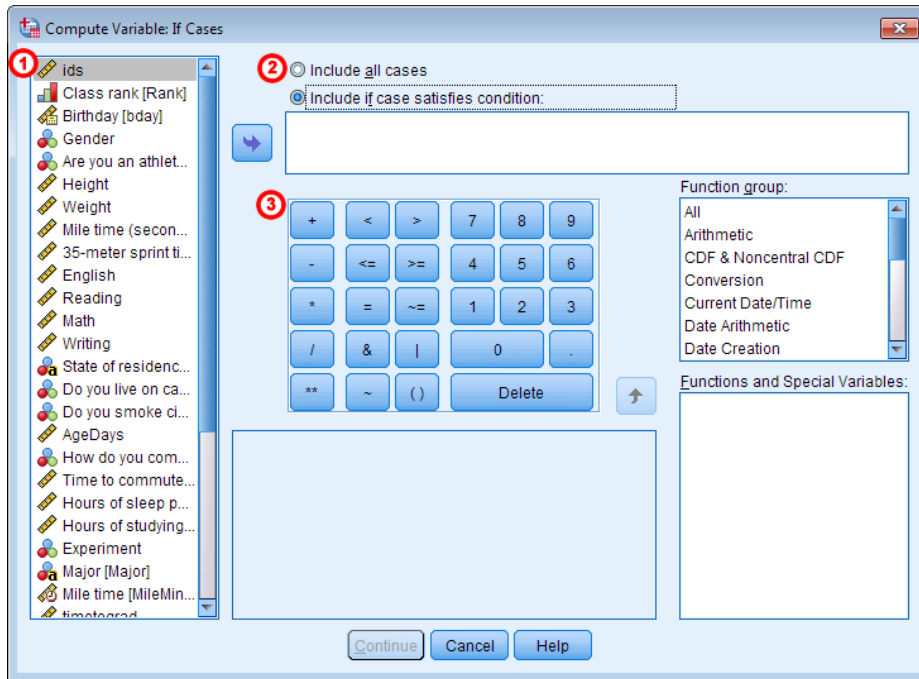 Compute Variable: If Cases
1
ids
Class rank [Rank]
Birthday [bday]
Gender
Are you an athlet...
Height
Weight
Mile time (secon...
35-meter sprint ti...
English
Reading
Math
Writing
State of residenc...
Do you live on ca...
Do you smoke ci...
AgeDays
How do you com...
Time to commute...
Hours of sleep p...
Hours of studying...
Experiment
Major [Major]
Mile time [MileMin...
timetograd
2
Include all cases
Include if case satisfies condition:
3
+ < > 7 8 9
- <= >= 4 5 6
* = ~= 1 2 3
/ & | 0 .
** ~ ( ) Delete
Function group:
All
Arithmetic
CDF & Noncentral CDF
Conversion
Current Date/Time
Date Arithmetic
Date Creation
Functions and Special Variables:
Continue Cancel Help